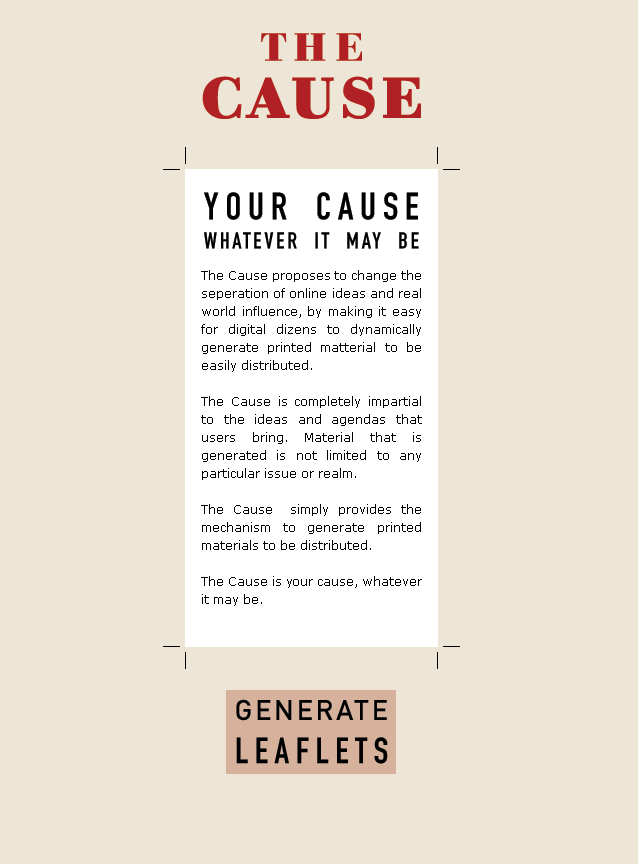 THE
CAUSE
YOUR CAUSE
WHATEVER IT MAY BE
The Cause proposes to change the
seperation of online ideas and real
world influence, by making it easy
for digital dizens to dynamically
generate printed matterial to be
easily distributed.
The Cause is completely impartial
to the ideas and agendas that
users bring. Material that is
generated is not limited to any
particular issue or realm.
The Cause simply provides the
mechanism to generate printed
materials to be distributed.
The Cause is your cause, whatever
it may be.
GENERATE
LEAFLETS